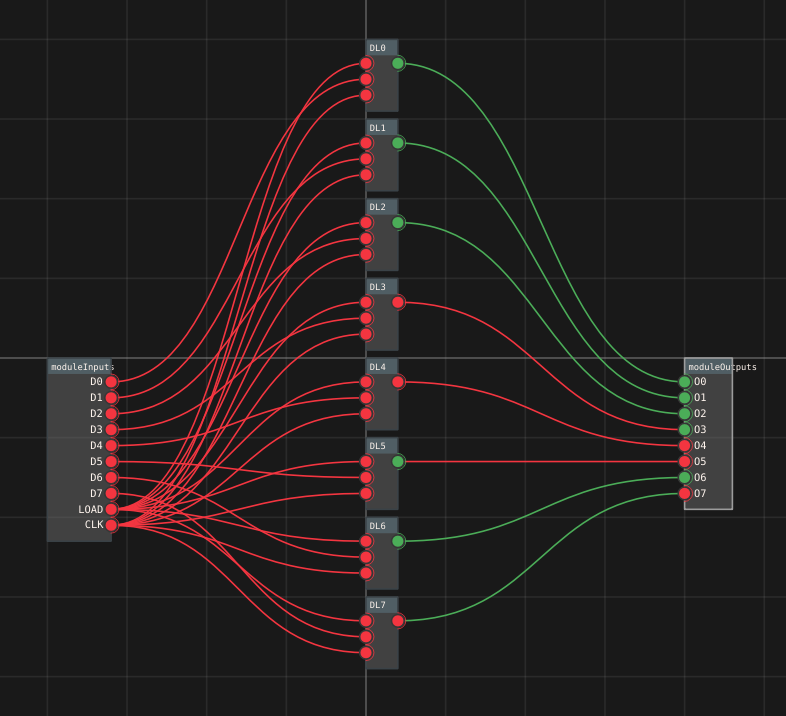 DL0
DL1
DL2
DL3
moduleInputs
D0
D1
D2
D3
D4
D5
D6
D7
LOAD
CLK
DL4
DL5
DL6
DL7
moduleOutputs
O0
O1
O2
O3
O4
O5
O6
O7